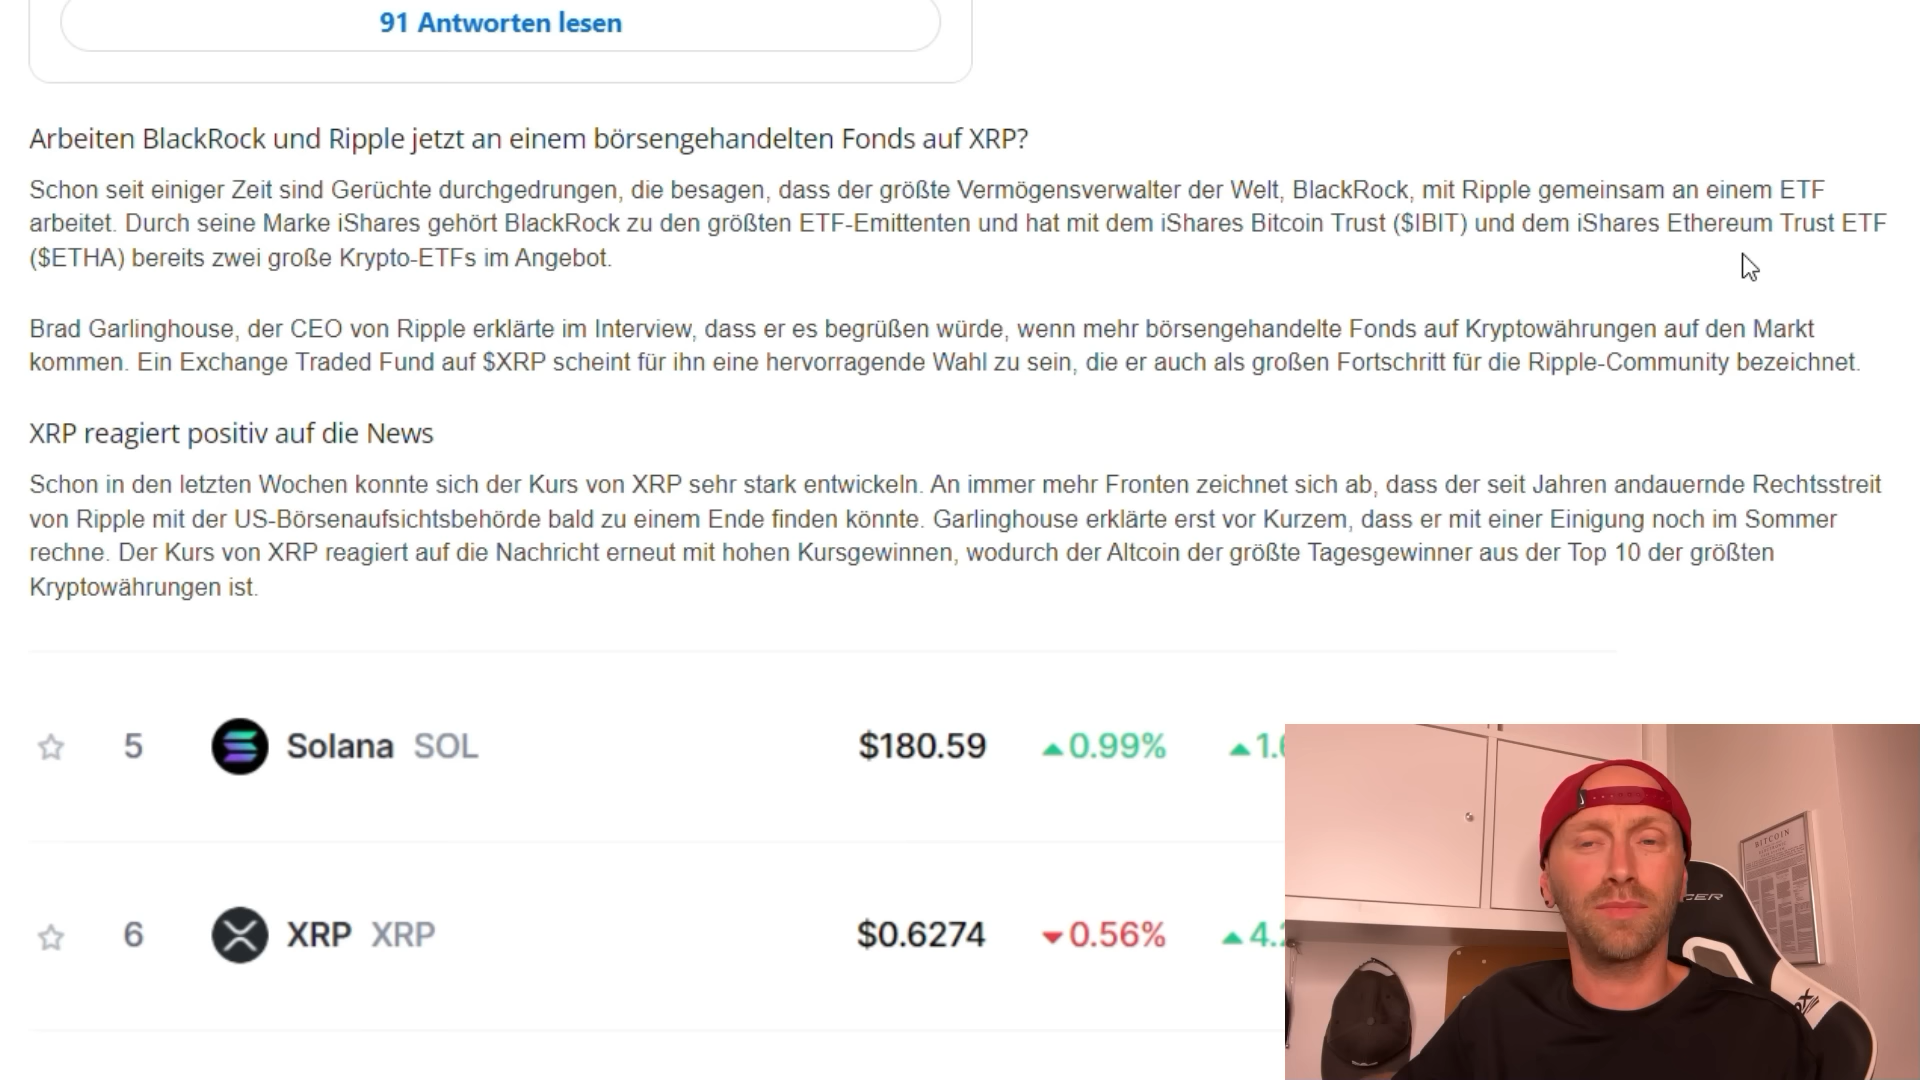 91 Antworten lesen
Arbeiten BlackRock und Ripple jetzt an einem börsengehandelten Fonds auf XRP?
Schon seit einiger Zeit sind Gerüchte durchgedrungen, die besagen, dass der größte Vermögensverwalter der Welt, BlackRock, mit Ripple gemeinsam an einem ETF
arbeitet. Durch seine Marke iShares gehört BlackRock zu den größten ETF-Emittenten und hat mit dem iShares Bitcoin Trust ($IBIT) und dem iShares Ethereum Trust ETF
($ETHA) bereits zwei große Krypto-ETFs im Angebot.
Brad Garlinghouse, der CEO von Ripple erklärte im Interview, dass er es begrüßen würde, wenn mehr börsengehandelte Fonds auf Kryptowährungen auf den Markt
kommen. Ein Exchange Traded Fund auf $XRP scheint für ihn eine hervorragende Wahl zu sein, die er auch als großen Fortschritt für die Ripple-Community bezeichnet.
XRP reagiert positiv auf die News
Schon in den letzten Wochen konnte sich der Kurs von XRP sehr stark entwickeln. An immer mehr Fronten zeichnet sich ab, dass der seit Jahren andauernde Rechtsstreit
von Ripple mit der US-Börsenaufsichtsbehörde bald zu einem Ende finden könnte. Garlinghouse erklärte erst vor Kurzem, dass er mit einer Einigung noch im Sommer
rechne. Der Kurs von XRP reagiert auf die Nachricht erneut mit hohen Kursgewinnen, wodurch der Altcoin der größte Tagesgewinner aus der Top 10 der größten
Kryptowährungen ist.
5 Solana SOL $180.59 0.99% 1.6
6 XRP XRP $0.6274 0.56% 4.2
BITCOIN